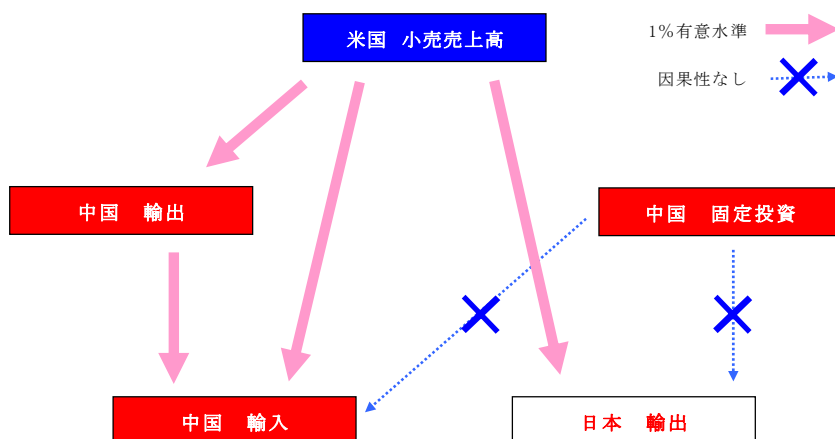 米国 小売売上高
1%有意水準
因果性なし
中国 輸出
中国 固定投資
中国 輸入
日本 輸出